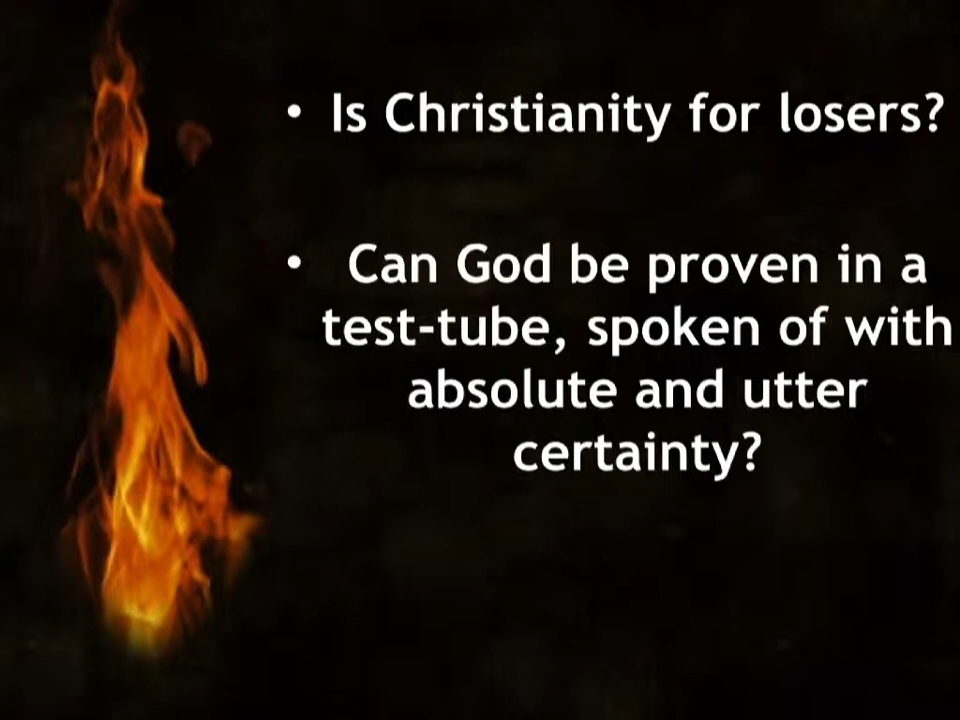 • Is Christianity for losers?
• Can God be proven in a
test-tube, spoken of with
absolute and utter
certainty?